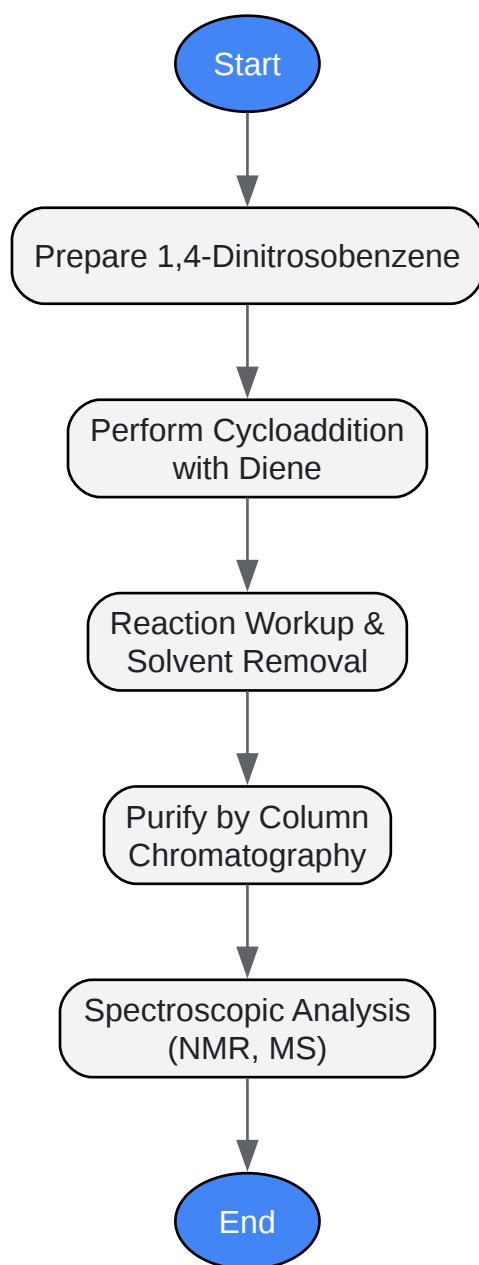 Start
Prepare 1,4-Dinitrosobenzene
Perform Cycloaddition
with Diene
Reaction Workup &
Solvent Removal
Purify by Column
Chromatography
Spectroscopic Analysis
(NMR, MS)
End